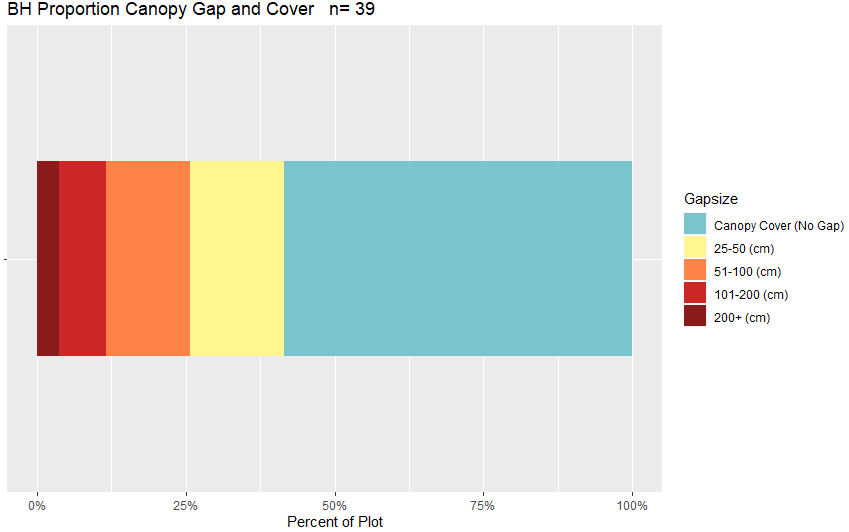 BH Proportion Canopy Gap and Cover   n= 39
Gapsize
Canopy Cover (No Gap)
25-50 (cm)
51-100 (cm)
101-200 (cm)
200+ (cm)
0%
25%
50%
75%
100%
Percent of Plot